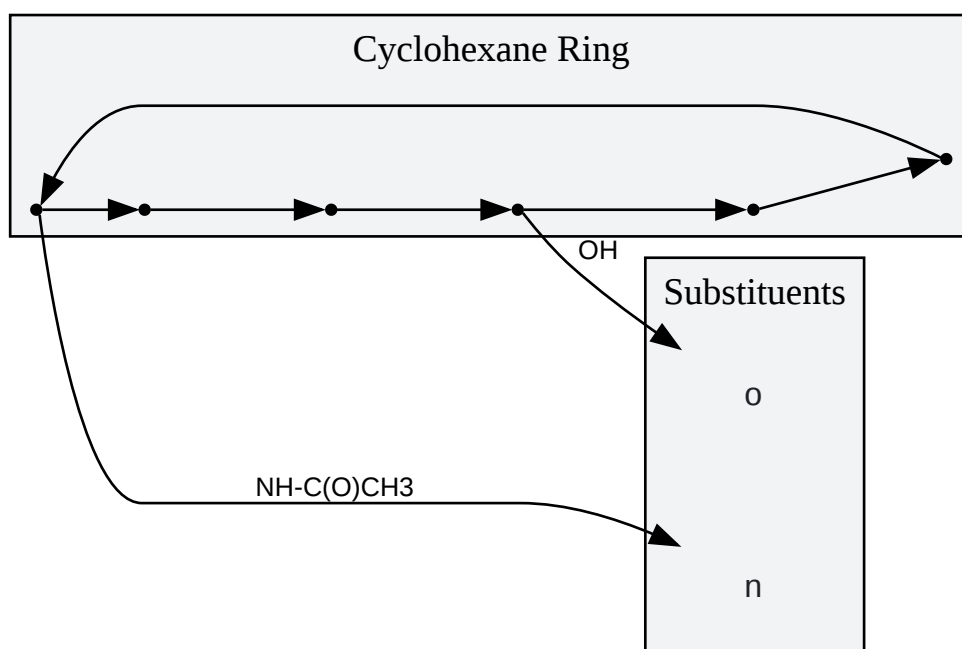 Cyclohexane Ring
OH
Substituents
o
NH-C(O)CH3
n